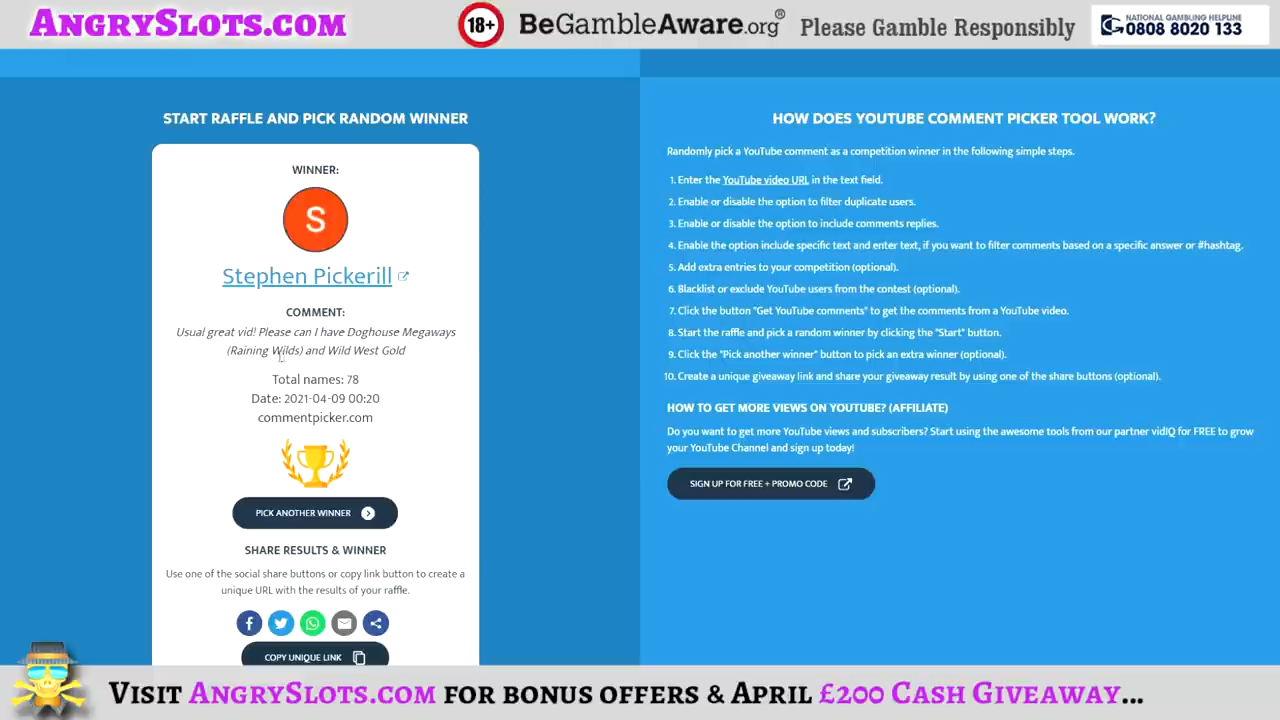 AngrySlots.com
18+
BeGambleAware.org®
Please Gamble Responsibly
NATIONAL GAMBLING HELPLINE
0808 8020 133
START RAFFLE AND PICK RANDOM WINNER
WINNER:
S
Stephen Pickerill
COMMENT:
Usual great vid! Please can I have Doghouse Megaways
(Raining Wilds) and Wild West Gold
Total names: 78
Date: 2021-04-09 00:20
commentpicker.com
PICK ANOTHER WINNER
SHARE RESULTS & WINNER
Use one of the social share buttons or copy link button to create a
unique URL with the results of your raffle.
COPY UNIQUE LINK
HOW DOES YOUTUBE COMMENT PICKER TOOL WORK?
Randomly pick a YouTube comment as a competition winner in the following simple steps.
1. Enter the YouTube video URL in the text field.
2. Enable or disable the option to filter duplicate users.
3. Enable or disable the option to include comments replies.
4. Enable the option include specific text and enter text, if you want to filter comments based on a specific answer or #hashtag.
5. Add extra entries to your competition (optional).
6. Blacklist or exclude YouTube users from the contest (optional).
7. Click the button "Get YouTube comments" to get the comments from a YouTube video.
8. Start the raffle and pick a random winner by clicking the "Start" button.
9. Click the "Pick another winner" button to pick an extra winner (optional).
10. Create a unique giveaway link and share your giveaway result by using one of the share buttons (optional).
HOW TO GET MORE VIEWS ON YOUTUBE? (AFFILIATE)
Do you want to get more YouTube views and subscribers? Start using the awesome tools from our partner vidIQ for FREE to grow
your YouTube Channel and sign up today!
SIGN UP FOR FREE + PROMO CODE
Visit AngrySlots.com for bonus offers & April £200 Cash Giveaway...